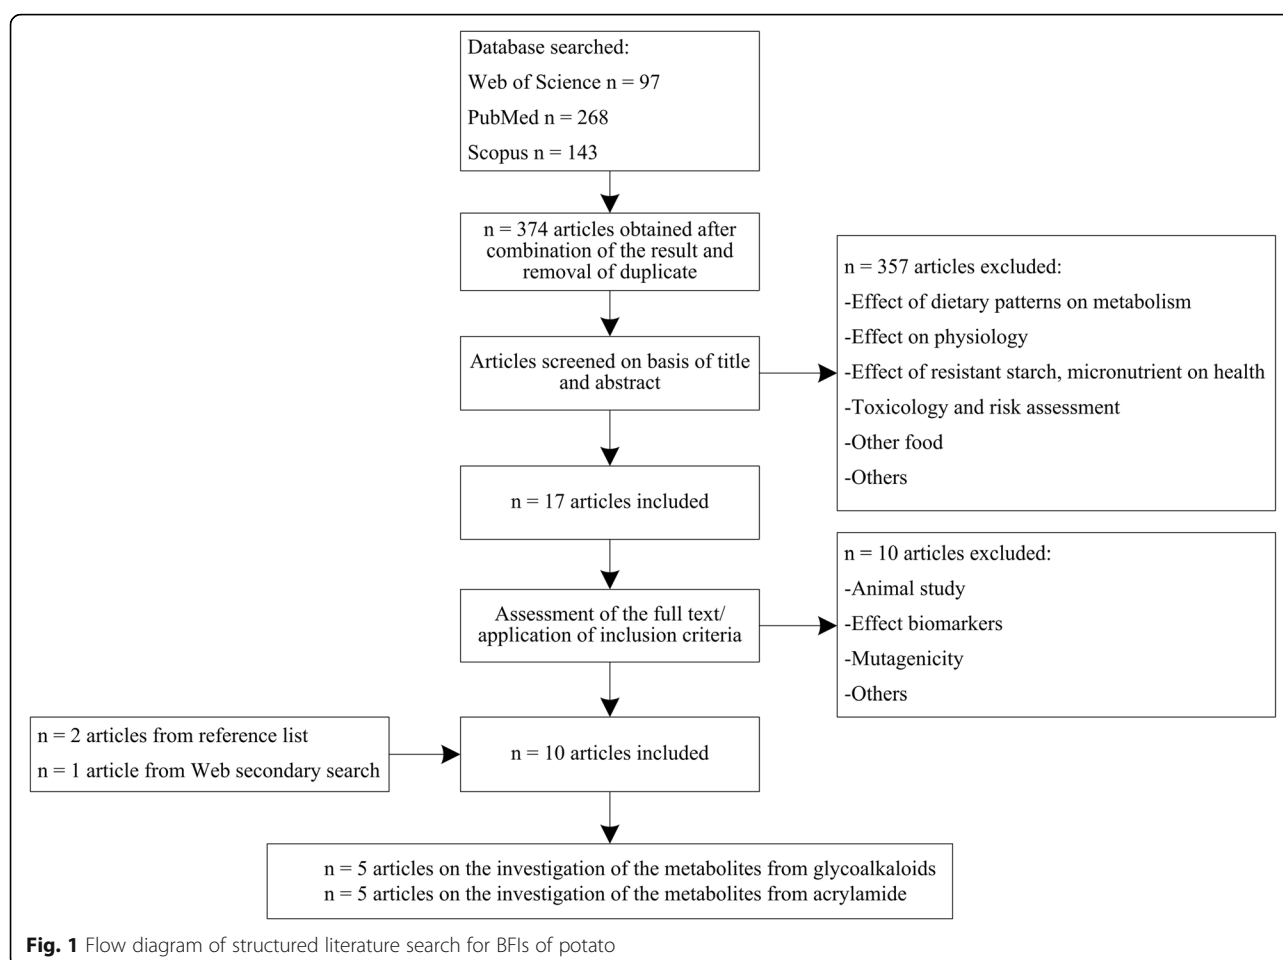 Database searched:
Web of Science n = 97
PubMed n = 268
Scopus n = 143
n = 374 articles obtained after
combination of the result and
removal of duplicate
n = 357 articles excluded:
-Effect of dietary patterns on metabolism
-Effect on physiology
-Effect of resistant starch, micronutrient on health
-Toxicology and risk assessment
-Other food
-Others
Articles screened on basis of title
and abstract
n = 17 articles included
n = 10 articles excluded:
-Animal study
-Effect biomarkers
-Mutagenicity
-Others
Assessment of the full text/
application of inclusion criteria
n = 2 articles from reference list
n = 1 article from Web secondary search
n = 10 articles included
n = 5 articles on the investigation of the metabolites from glycoalkaloids
n = 5 articles on the investigation of the metabolites from acrylamide
Fig. 1 Flow diagram of structured literature search for BFIs of potato